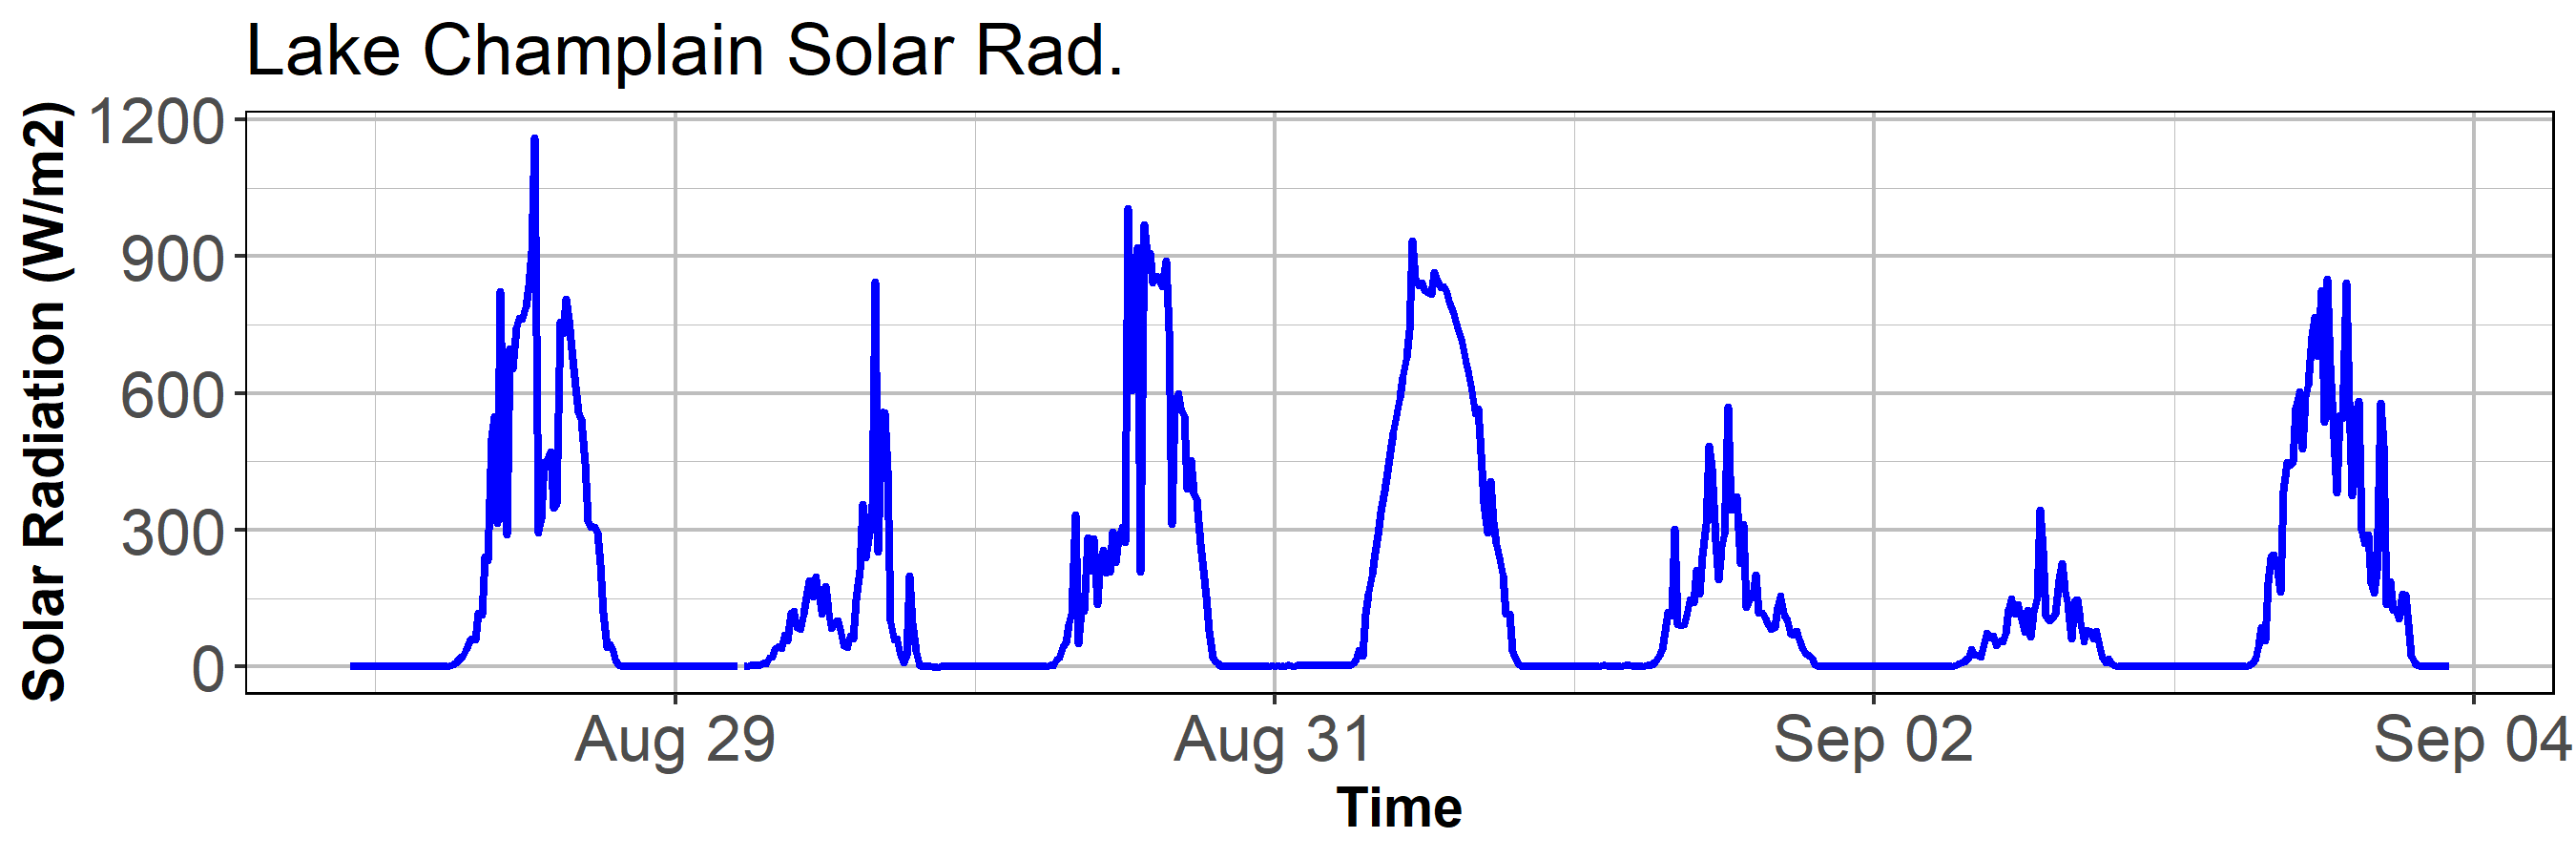 Lake Champlain Solar Rad.
Solar Radiation (W/m2)
1200
900
600
300
0
Aug 29 Aug 31 Sep 02 Sep 04
Time